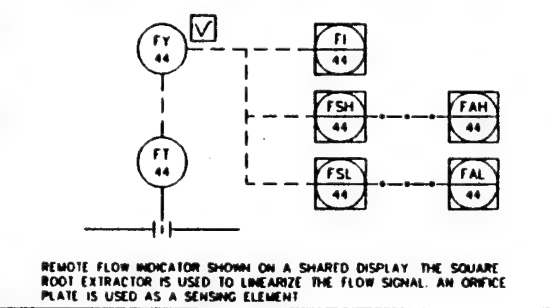 FY
44
√
FI
44
FSH
44
FAH
44
FT
44
FSL
44
FAL
44
REMOTE FLOW INDICATOR SHOWN ON A SHARED DISPLAY THE SQUARE
ROOT EXTRACTOR IS USED TO LINEARIZE THE FLOW SIGNAL. AN ORIFICE
PLATE IS USED AS A SENSING ELEMENT